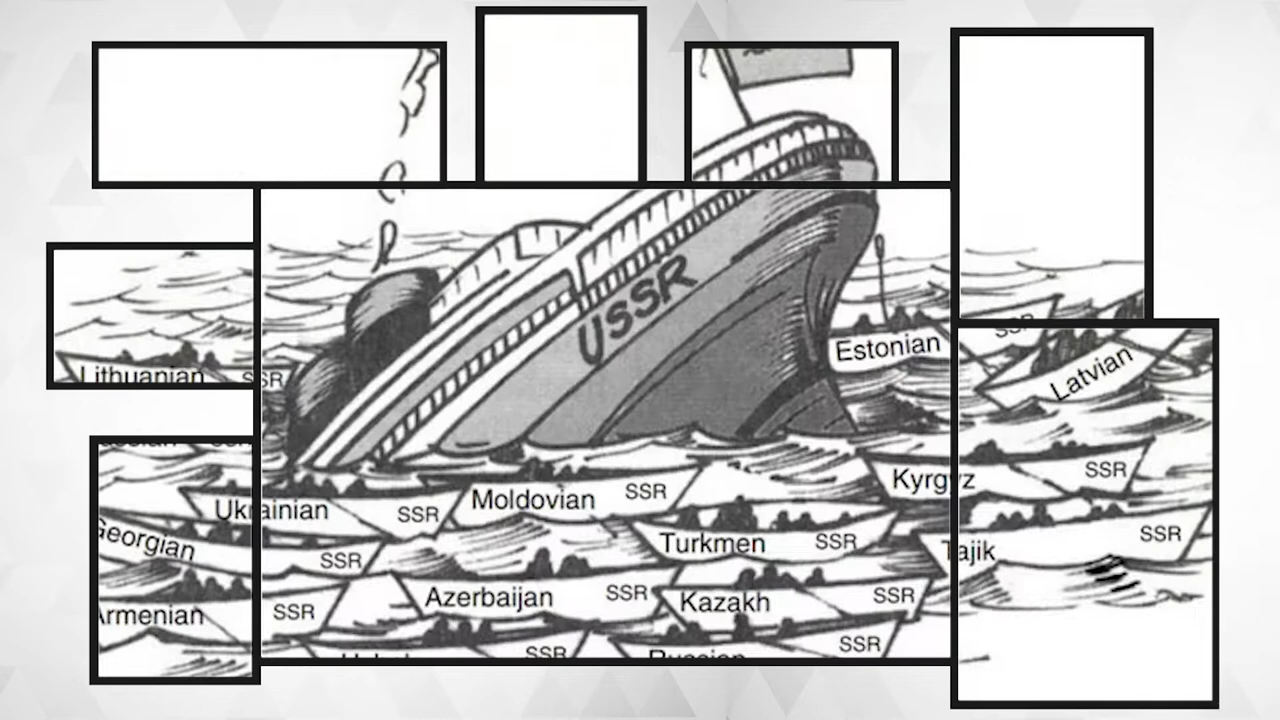 USSR
SSR
Estonian
Latvian
Lithuanian SSR
Kyrgyz SSR
Moldovian SSR
Ukrainian SSR
Tajik SSR
Turkmen SSR
Georgian SSR
Azerbaijan SSR
Kazakh SSR
Armenian SSR
SSR
Russian SSR